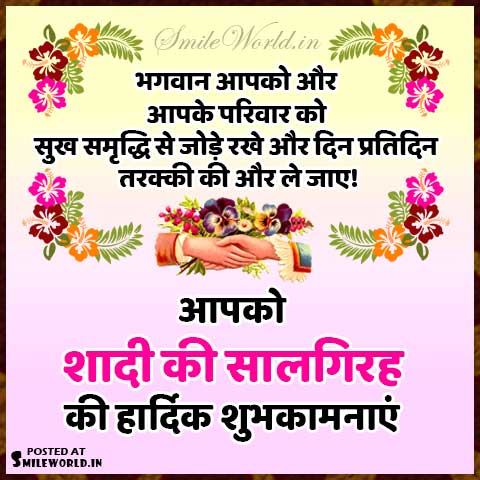 SmileWorld.in
भगवान आपको और
आपके परिवार को
सुख समृद्धि से जोड़े रखे और दिन प्रतिदिन
तरक्की की और ले जाए!
आपको
शादी की सालगिरह
की हार्दिक शुभकामनाएं
POSTED AT
SMILEWORLD.IN